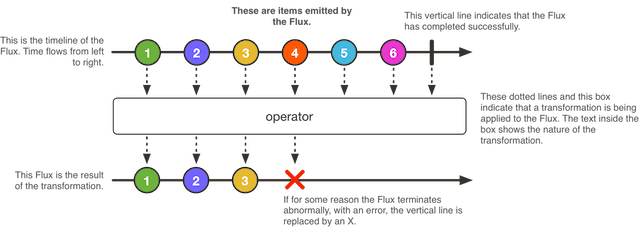 These are items emitted by
the Flux.
This vertical line indicates that the Flux
has completed successfully.
This is the timeline of the
Flux. Time flows from left
to right.
1 2 3 4 5 6
These dotted lines and this box
indicate that a transformation is being
applied to the Flux. The text inside the
box shows the nature of the
transformation.
operator
This Flux is the result
of the transformation.
1 2 3
If for some reason the Flux terminates
abnormally, with an error, the vertical line is
replaced by an X.